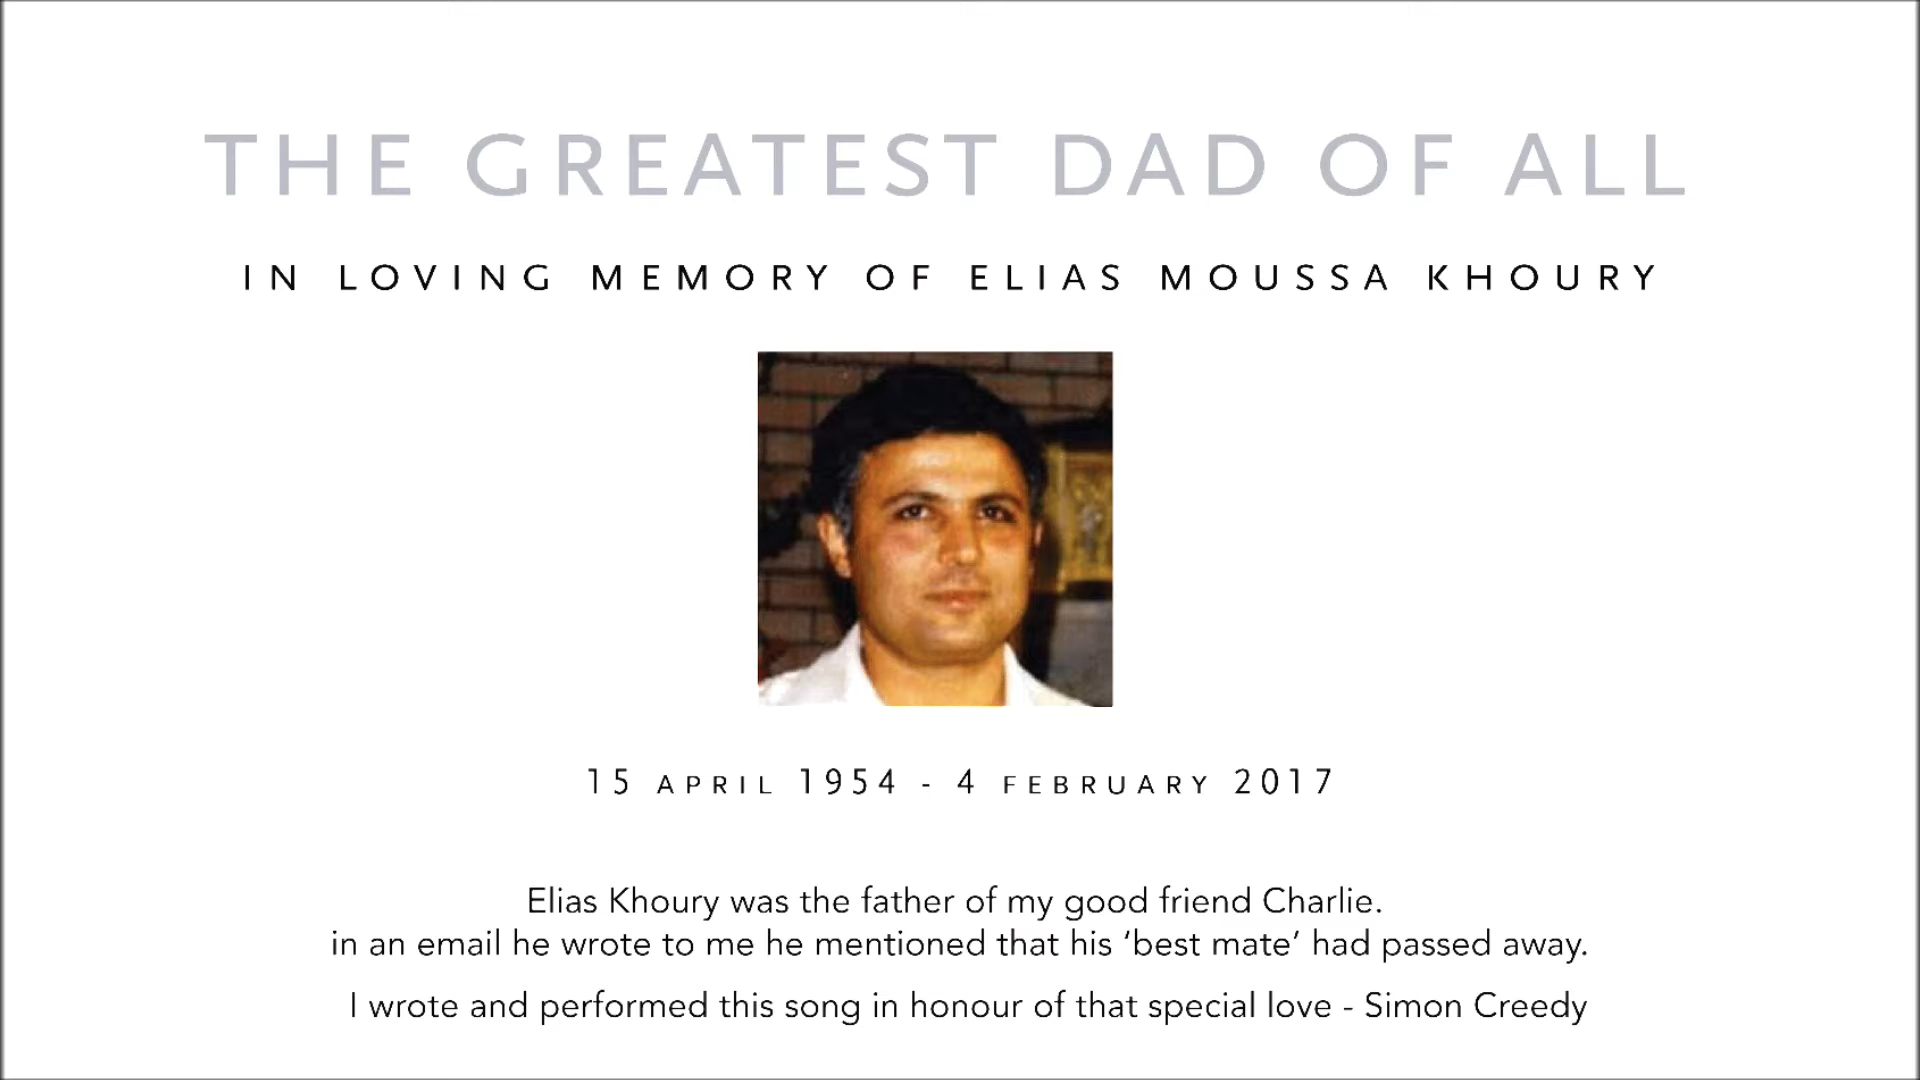 THE GREATEST DAD OF ALL
IN LOVING MEMORY OF ELIAS MOUSSA KHOURY
15 APRIL 1954 - 4 FEBRUARY 2017
Elias Khoury was the father of my good friend Charlie.
in an email he wrote to me he mentioned that his ‘best mate’ had passed away.
I wrote and performed this song in honour of that special love - Simon Creedy